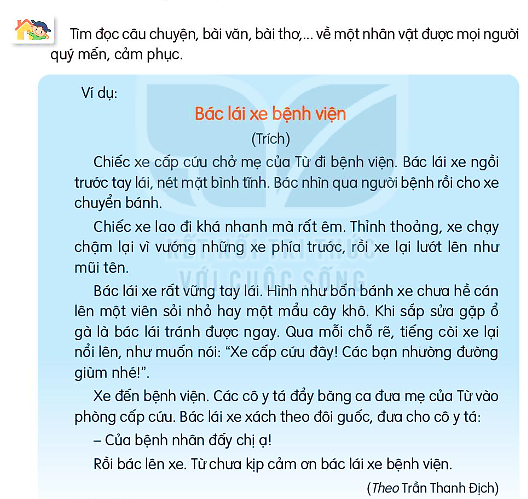 Tìm đọc câu chuyện, bài văn, bài thơ,... về một nhân vật được mọi người
quý mến, cảm phục.
Ví dụ:
Bác lái xe bệnh viện
(Trích)
Chiếc xe cấp cứu chở mẹ của Từ đi bệnh viện. Bác lái xe ngồi
trước tay lái, nét mặt bình tĩnh. Bác nhìn qua người bệnh rồi cho xe
chuyển bánh.
Chiếc xe lao đi khá nhanh mà rất êm. Thỉnh thoảng, xe chạy
chậm lại vì vướng những xe phía trước, rồi xe lại lướt lên như
mũi tên.
Bác lái xe rất vững tay lái. Hình như bốn bánh xe chưa hề cán
lên một viên sỏi nhỏ hay một mẩu cây khô. Khi sắp sửa gặp ổ
gà là bác lái tránh được ngay. Qua mỗi chỗ rẽ, tiếng còi xe lại
nổi lên, như muốn nói: “Xe cấp cứu đây! Các bạn nhường đường
giùm nhé!”.
Xe đến bệnh viện. Các cô y tá đẩy băng ca đưa mẹ của Từ vào
phòng cấp cứu. Bác lái xe xách theo đôi guốc, đưa cho cô y tá:
– Của bệnh nhân đấy chị ạ!
Rồi bác lên xe. Từ chưa kịp cảm ơn bác lái xe bệnh viện.
(Theo Trần Thanh Địch)
KẾT NỐI TRI THỨC
VỚI CUỘC SỐNG